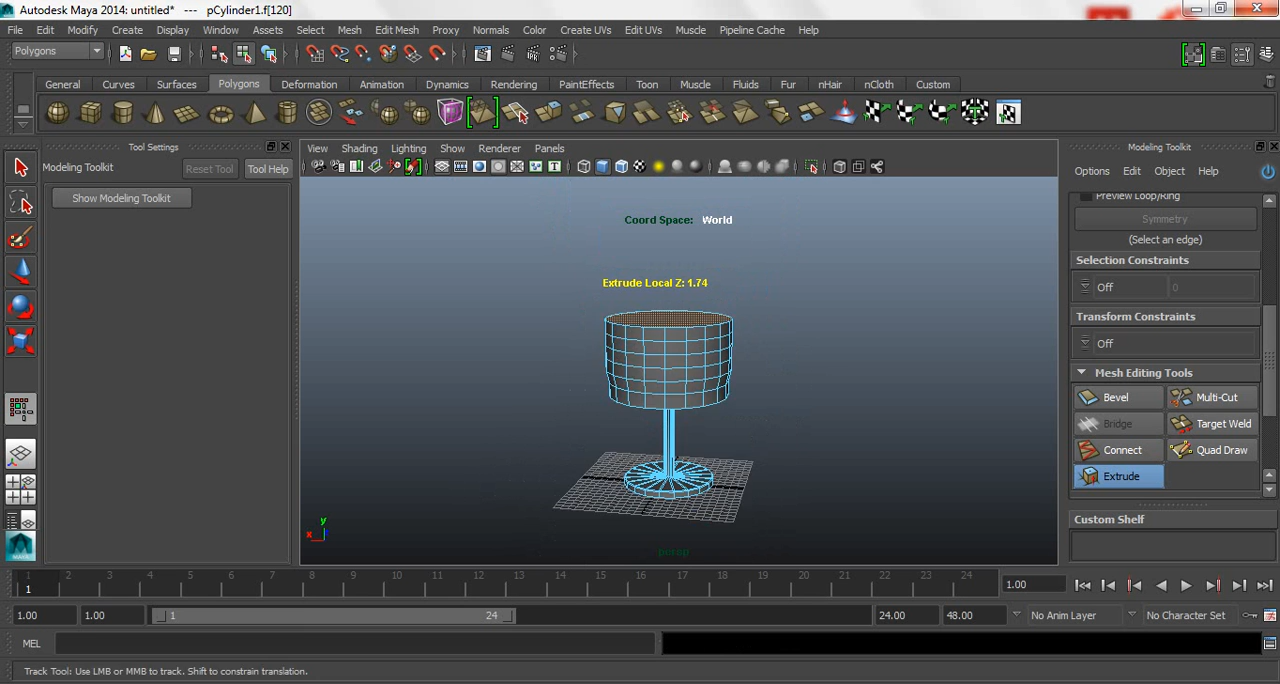 Autodesk Maya 2014: untitled* --- pCylinder1.f[120]
File Edit Modify Create Display Window Assets Select Mesh Edit Mesh Proxy Normals Color Create UVs Edit UVs Muscle Pipeline Cache Help
Polygons
General Curves Surfaces Polygons Deformation Animation Dynamics Rendering PaintEffects Toon Muscle Fluids Fur nHair nCloth Custom
Tool Settings
Modeling Toolkit Reset Tool Tool Help
Show Modeling Toolkit
View Shading Lighting Show Renderer Panels
Coord Space: World
Extrude Local Z: 1.74
y
x
persp
Modeling Toolkit
Options Edit Object Help
Preview Loop/Ring
Symmetry
(Select an edge)
Selection Constraints
Off 0
Transform Constraints
Off
Mesh Editing Tools
Bevel Multi-Cut
Bridge Target Weld
Connect Quad Draw
Extrude
Custom Shelf
MAYA
1 2 3 4 5 6 7 8 9 10 11 12 13 14 15 16 17 18 19 20 21 22 23 24
1 1.00
1.00 1.00 1 24 24.00 48.00 No Anim Layer No Character Set
MEL
Track Tool: Use LMB or MMB to track. Shift to constrain translation.